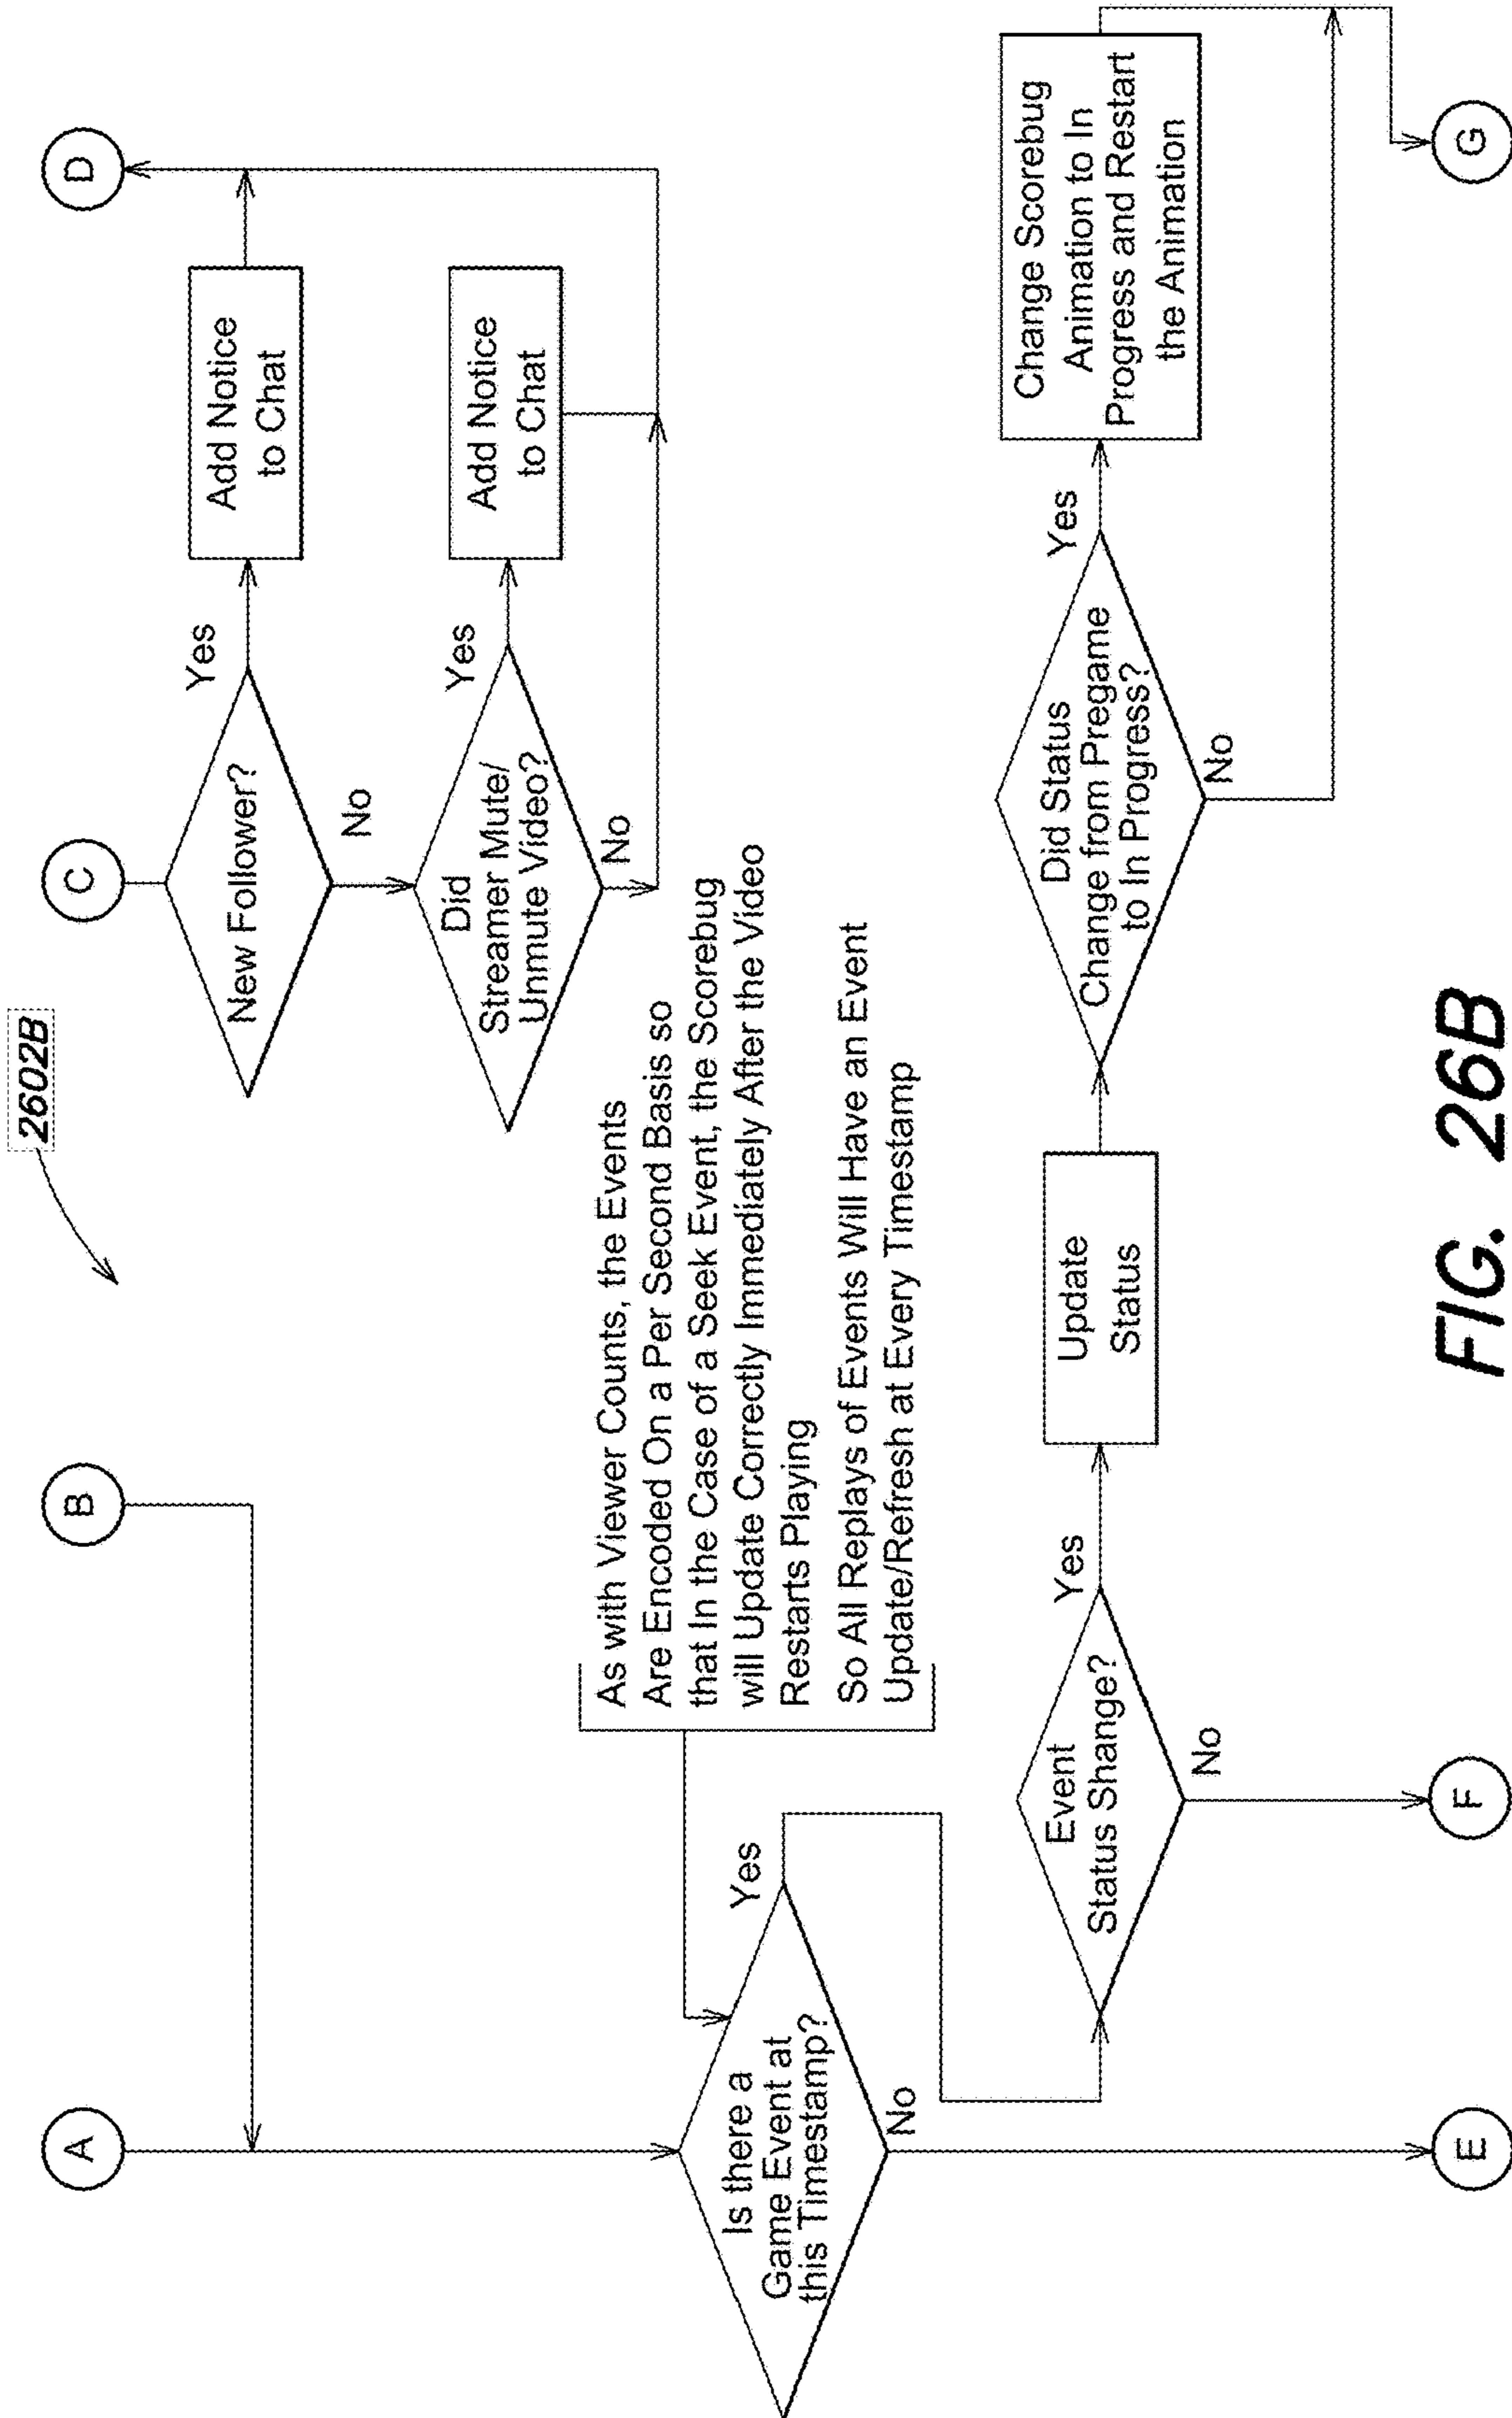 2602B
A
B
C
D
New Follower?
Yes
Add Notice
to Chat
No
Did
Streamer Mute/
Unmute Video?
Yes
Add Notice
to Chat
No
As with Viewer Counts, the Events
Are Encoded On a Per Second Basis so
that In the Case of a Seek Event, the Scorebug
will Update Correctly Immediately After the Video
Restarts Playing
So All Replays of Events Will Have an Event
Update/Refresh at Every Timestamp
Is there a
Game Event at
this Timestamp?
Yes
No
Event
Status Shange?
Yes
No
Update
Status
Did Status
Change from Pregame
to In Progress?
Yes
No
Change Scorebug
Animation to In
Progress and Restart
the Animation
E
F
G
FIG. 26B